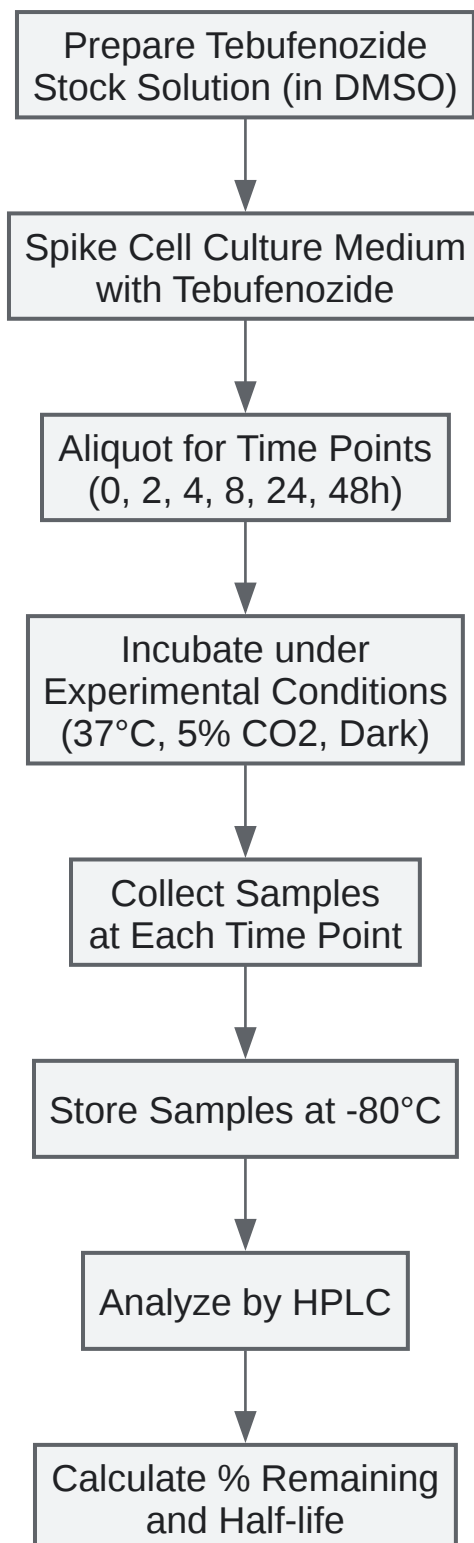 Prepare Tebufenozide
Stock Solution (in DMSO)
Spike Cell Culture Medium
with Tebufenozide
Aliquot for Time Points
(0, 2, 4, 8, 24, 48h)
Incubate under
Experimental Conditions
(37°C, 5% CO2, Dark)
Collect Samples
at Each Time Point
Store Samples at -80°C
Analyze by HPLC
Calculate % Remaining
and Half-life